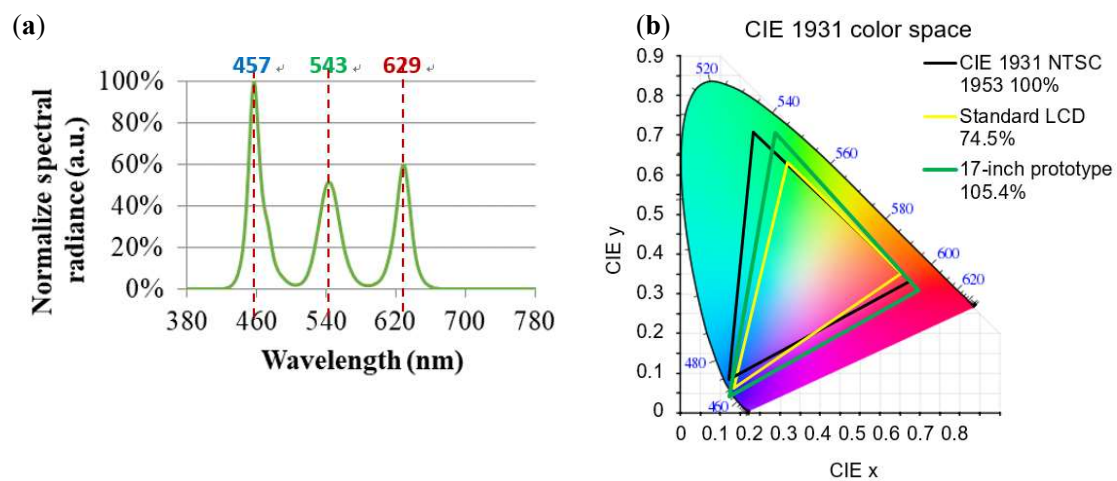 (a)
457 543 629
100%
80%
60%
40%
20%
0%
380 460 540 620 700 780
Normalize spectral
radiance (a.u.)
Wavelength (nm)
(b)
CIE 1931 color space
CIE 1931 NTSC
1953 100%
Standard LCD
74.5%
17-inch prototype
105.4%
0.9
0.8
0.7
0.6
0.5
0.4
0.3
0.2
0.1
0
520
540
560
580
600
620
480
460
0 0.1 0.2 0.3 0.4 0.5 0.6 0.7 0.8
CIE y
CIE x